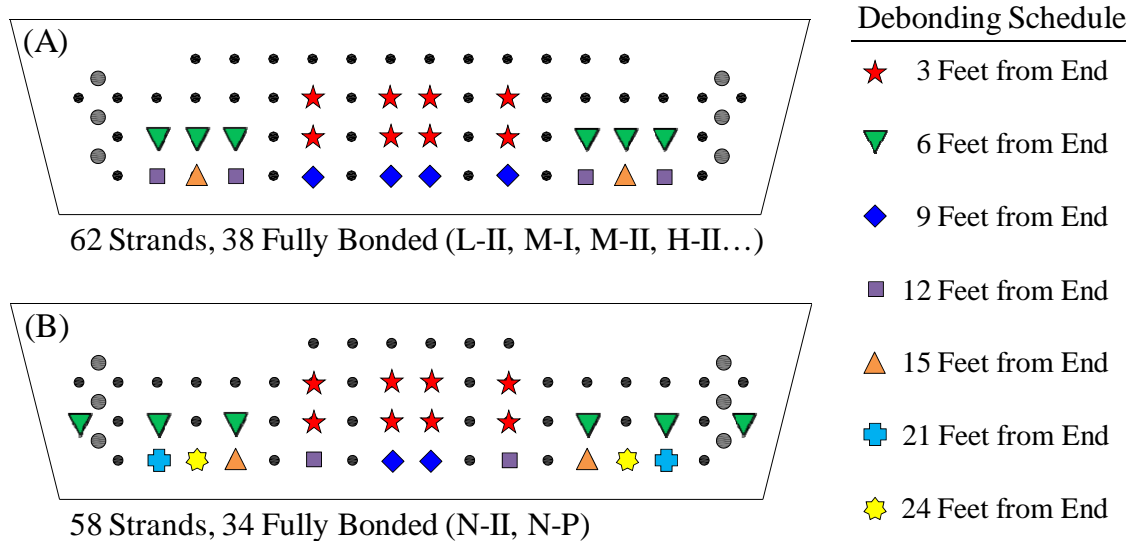 (A)
62 Strands, 38 Fully Bonded (L-II, M-I, M-II, H-II…)
(B)
58 Strands, 34 Fully Bonded (N-II, N-P)
Debonding Schedule
3 Feet from End
6 Feet from End
9 Feet from End
12 Feet from End
15 Feet from End
21 Feet from End
24 Feet from End